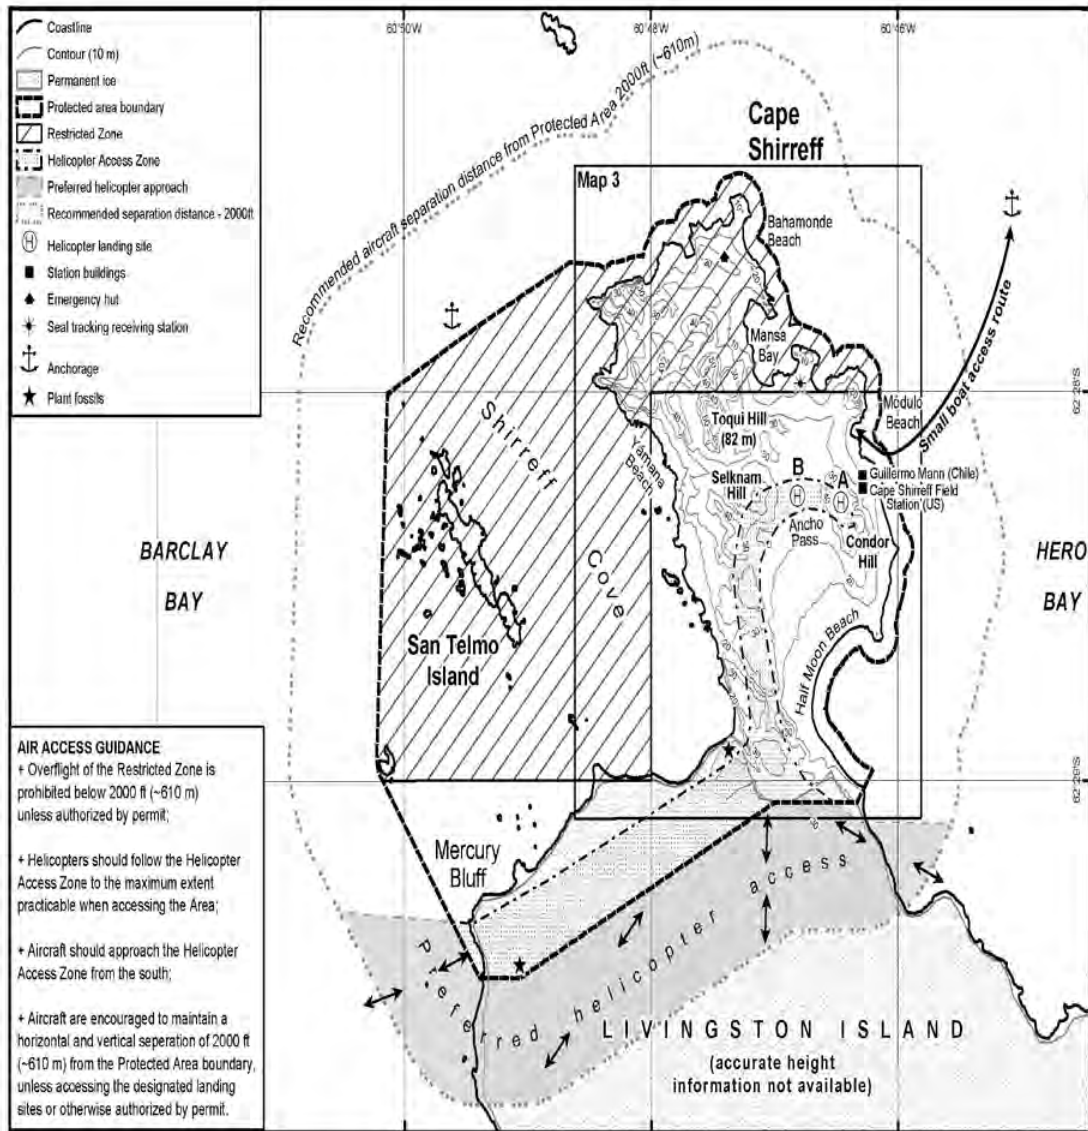 Coastline
Contour (10 m)
Permanent ice
Protected area boundary
Restricted Zone
Helicopter Access Zone
Preferred helicopter approach
Recommended separation distance - 2000ft
H
Helicopter landing site
Station buildings
Emergency hut
Seal tracking receiving station
Anchorage
Plant fossils
60°50'W
60°48'W
60°46'W
Recommended aircraft separation distance from Protected Area 2000ft (~610m)
Cape
Shirreff
Map 3
Bahamonde
Beach
Mansa
Bay
Small boat access route
62°28'S
Módulo
Beach
Toqui Hill
(82 m)
Yamana
Beach
Shirreff
Cove
Selknam
Hill
B
A
H
H
Guillermo Mann (Chile)
Cape Shirreff Field
Station (US)
Ancho
Pass
Condor
Hill
BARCLAY
BAY
HERO
BAY
San Telmo
Island
Half Moon Beach
62°29'S
Mercury
Bluff
Preferred helicopter access
LIVINGSTON ISLAND
(accurate height
information not available)
AIR ACCESS GUIDANCE
+ Overflight of the Restricted Zone is
prohibited below 2000 ft (~610 m)
unless authorized by permit;
+ Helicopters should follow the Helicopter
Access Zone to the maximum extent
practicable when accessing the Area;
+ Aircraft should approach the Helicopter
Access Zone from the south;
+ Aircraft are encouraged to maintain a
horizontal and vertical seperation of 2000 ft
(~610 m) from the Protected Area boundary,
unless accessing the designated landing
sites or otherwise authorized by permit.